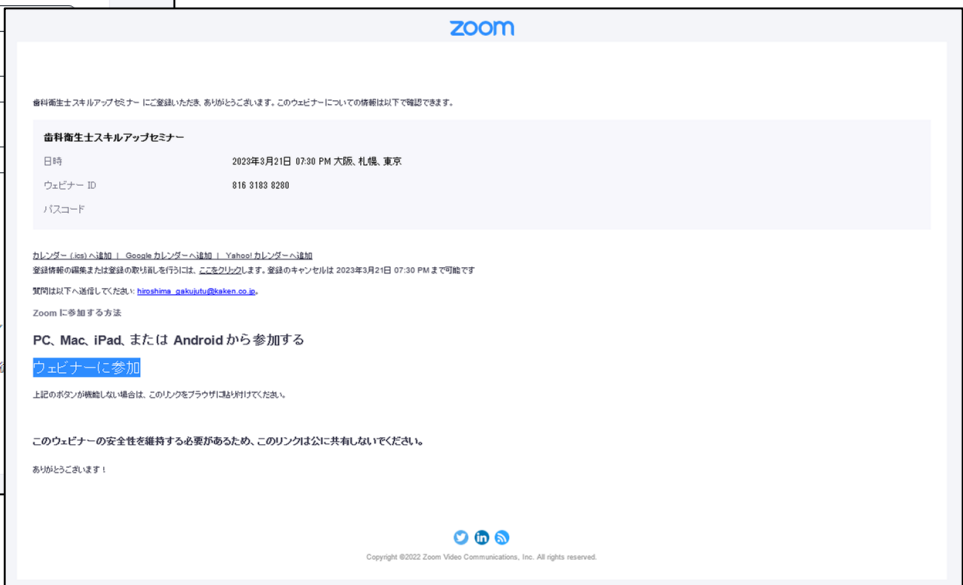 zoom
歯科衛生士スキルアップセミナー にご登録いただき、ありがとうございます。このウェビナーについての情報は以下で確認できます。
歯科衛生士スキルアップセミナー
日時 2023年3月21日 07:30 PM 大阪、札幌、東京
ウェビナー ID 816 3183 8280
パスコード
カレンダー (.ics) へ追加 | Google カレンダーへ追加 | Yahoo! カレンダーへ追加
登録情報の編集または登録の取り消しを行うには、ここをクリックします。登録のキャンセルは 2023年3月21日 07:30 PM まで可能です
質問は以下へ送信してください: hiroshima_gakujutu@kaken.co.jp。
Zoom に参加する方法
PC、Mac、iPad、または Android から参加する
ウェビナーに参加
上記のボタンが機能しない場合は、このリンクをブラウザに貼り付けてください。
このウェビナーの安全性を維持する必要があるため、このリンクは公に共有しないでください。
ありがとうございます！
Copyright ©2022 Zoom Video Communications, Inc. All rights reserved.